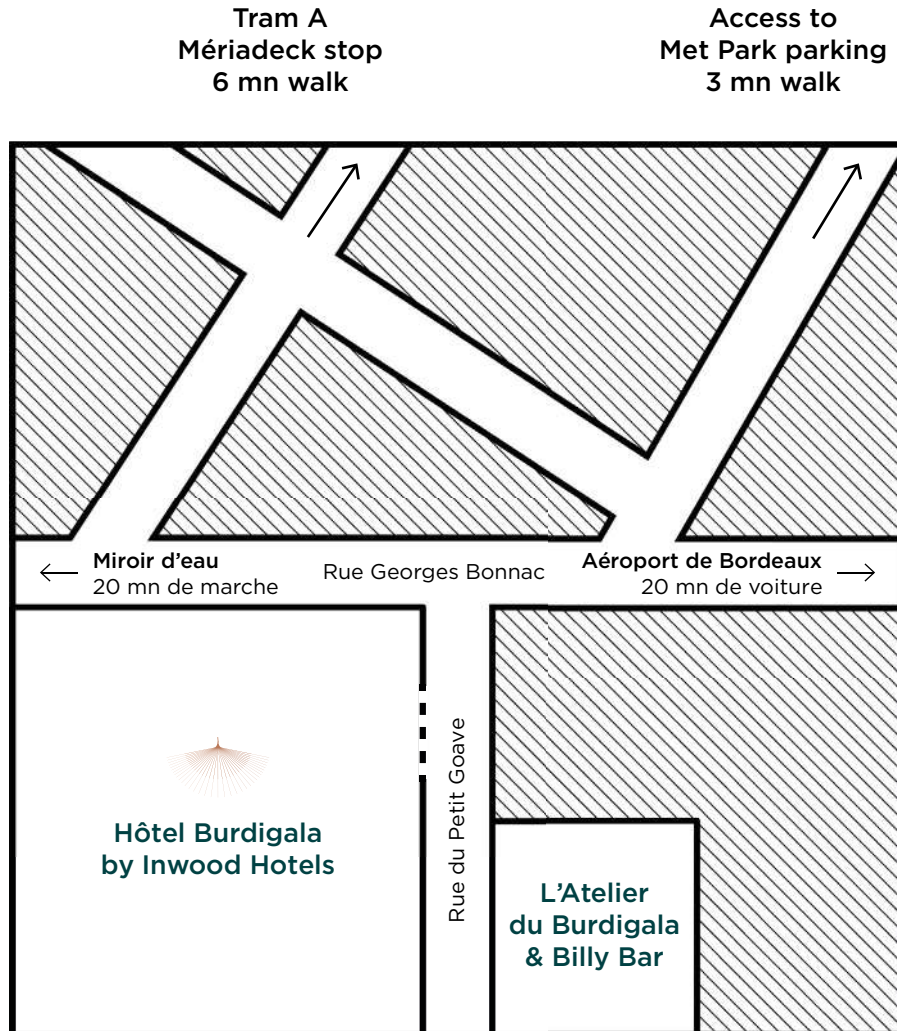 Tram A
Mériadeck stop
6 mn walk
Access to
Met Park parking
3 mn walk
Miroir d'eau
20 mn de marche
Rue Georges Bonnac
Aéroport de Bordeaux
20 mn de voiture
Hôtel Burdigala
by Inwood Hotels
Rue du Petit Goave
L'Atelier
du Burdigala
& Billy Bar